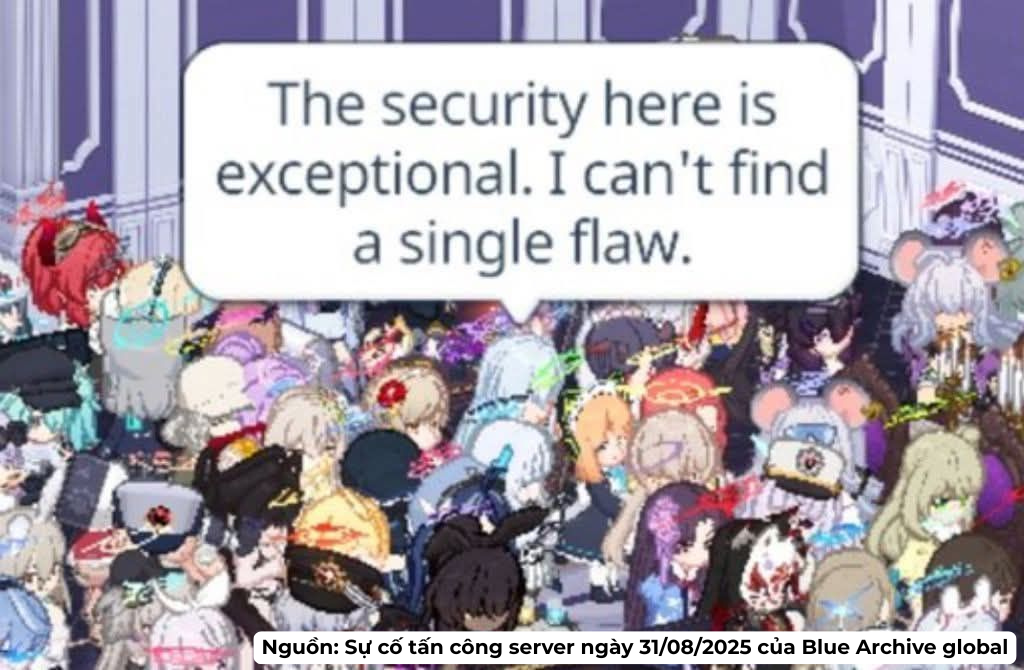 The security here is
exceptional. I can't find
a single flaw.
Nguồn: Sự cố tấn công server ngày 31/08/2025 của Blue Archive global